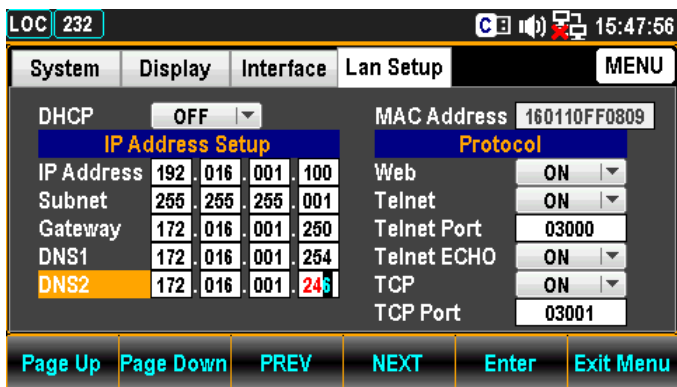 LOC 232 C 15:47:56
System Display Interface Lan Setup MENU
DHCP OFF MAC Address 160110FF0809
IP Address Setup Protocol
IP Address 192 . 016 . 001 . 100 Web ON
Subnet 255 . 255 . 255 . 001 Telnet ON
Gateway 172 . 016 . 001 . 250 Telnet Port 03000
DNS1 172 . 016 . 001 . 254 Telnet ECHO ON
DNS2 172 . 016 . 001 . 246 TCP ON
TCP Port 03001
Page Up Page Down PREV NEXT Enter Exit Menu